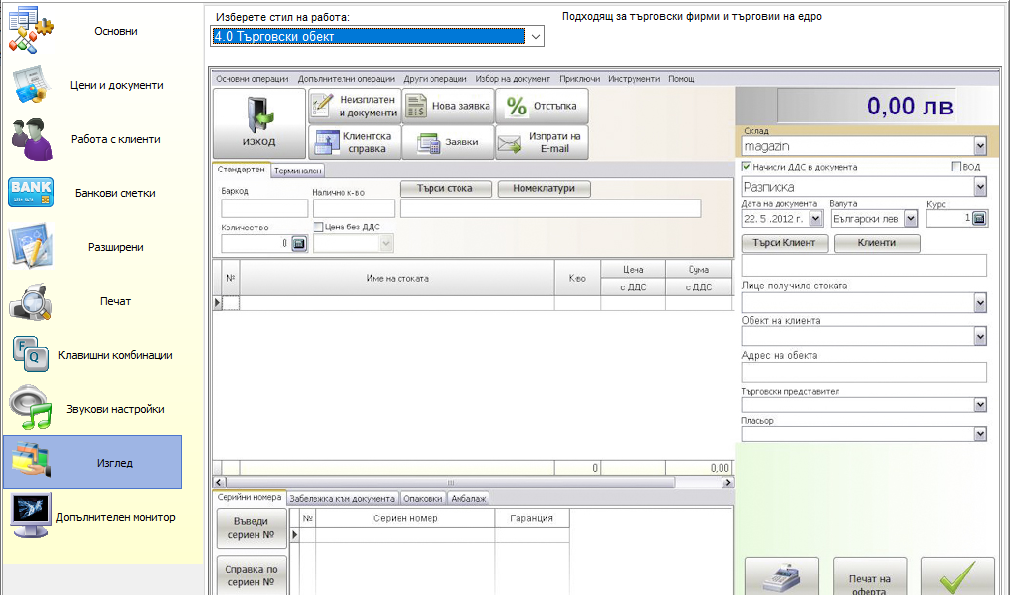 Основни
Цени и документи
Работа с клиенти
BANK
Банкови сметки
Разширени
Печат
F
Q
Клавишни комбинации
Звукови настройки
Изглед
Допълнителен монитор
Изберете стил на работа:
Подходящ за търговски фирми и търговии на едро
4.0 Търговски обект
Основни операции Допълнителни операции Други операции Избор на документ Приключи Инструменти Помощ
ИЗХОД
Неизплатен
и документи
Нова заявка
% Отстъпка
Клиентска
справка
Заявки
Изпрати на
E-mail
Стандартен Терминален
Баркод
Налично к-во
Търси стока
Номеклатури
Количество
Цена без ДДС
0
№ Име на стоката К-во Цена Сума
с ДДС с ДДС
0 0,00
Серийни номера Забележка към документа Опаковки Амбалаж
Въведи
сериен №
Справка по
сериен №
№ Сериен номер Гаранция
0,00 лв
Склад
magazin
Начисли ДДС в документа ВОД
Разписка
Дата на документа Валута Курс
22. 5 .2012 г. Български лев 1
Търси Клиент Клиенти
Лице получило стоката
Обект на клиента
Адрес на обекта
Търговски представител
Пласьор
Печат на
оферта